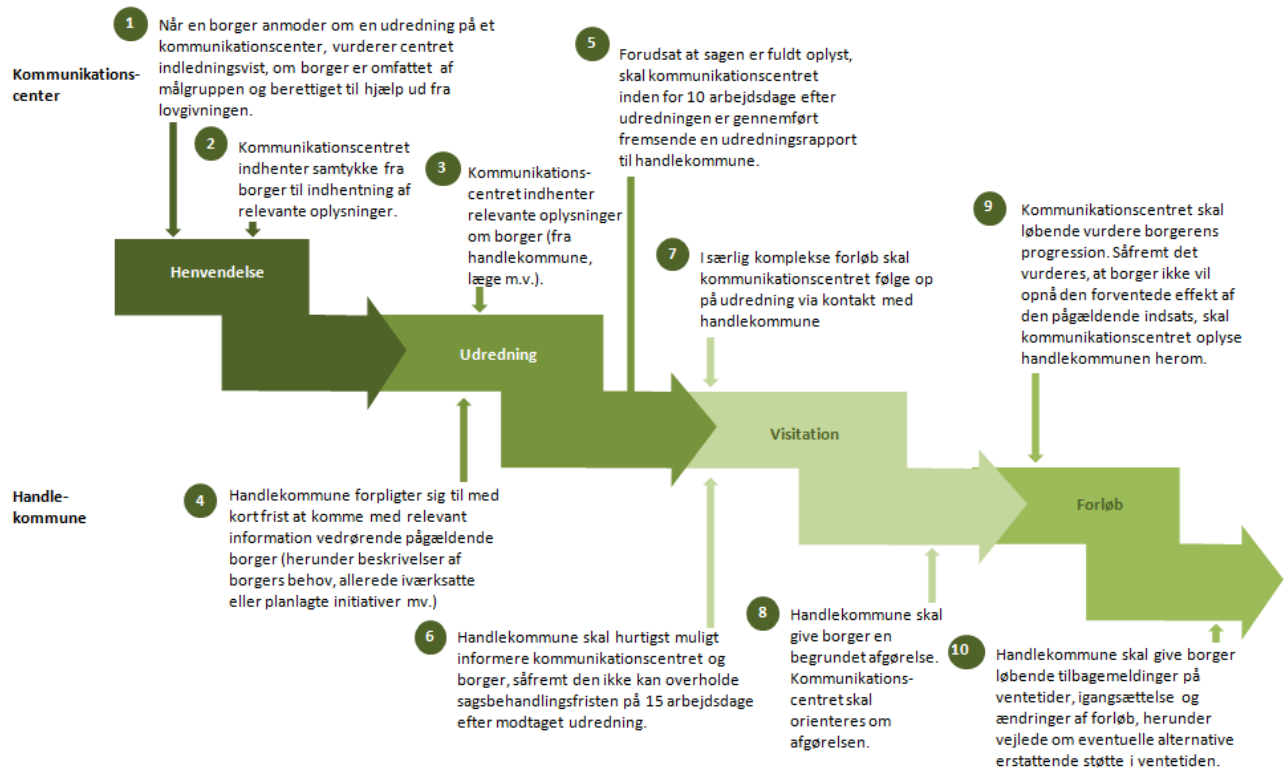 1
Når en borger anmoder om en udredning på et
kommunikationscenter, vurderer centret
indledningsvist, om borger er omfattet af
målgruppen og berettiget til hjælp ud fra
lovgivningen.
Kommunikations-
center
2
Kommunikationscentret
indhenter samtykke fra
borger til indhentning af
relevante oplysninger.
3
Kommunikations-
centret indhenter
relevante oplysninger
om borger (fra
handlekommune,
læge m.v.).
5
Forudsat at sagen er fuldt oplyst,
skal kommunikationscentret
inden for 10 arbejdsdage efter
udredningen er gennemført
fremsende en udredningsrapport
til handlekommune.
7
I særlig komplekse forløb skal
kommunikationscentret følge op
på udredning via kontakt med
handlekommune
9
Kommunikationscentret skal
løbende vurdere borgerens
progression. Såfremt det
vurderes, at borger ikke vil
opnå den forventede effekt af
den pågældende indsats, skal
kommunikationscentret oplyse
handlekommunen herom.
Henvendelse
Udredning
Visitation
Forløb
Handle-
kommune
4
Handlekommune forpligter sig til med
kort frist at komme med relevant
information vedrørende pågældende
borger (herunder beskrivelser af
borgers behov, allerede iværksatte
eller planlagte initiativer mv.)
6
Handlekommune skal hurtigst muligt
informere kommunikationscentret og
borger, såfremt den ikke kan overholde
sagsbehandlingsfristen på 15 arbejdsdage
efter modtaget udredning.
8
Handlekommune skal
give borger en
begrundet afgørelse.
Kommunikations-
centret skal
orienteres om
afgørelsen.
10
Handlekommune skal give borger
løbende tilbagemeldinger på
ventetider, igangsættelse og
ændringer af forløb, herunder
vejlede om eventuelle alternative
erstattende støtte i ventetiden.